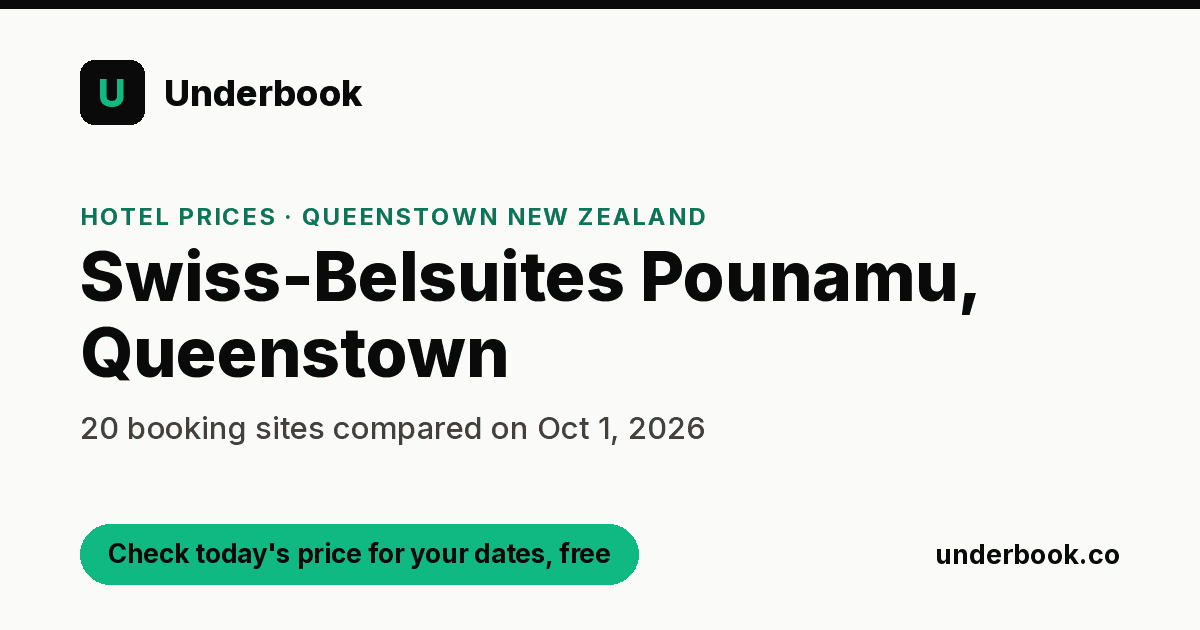 U Underbook
HOTEL PRICES · QUEENSTOWN NEW ZEALAND
Swiss-Belsuites Pounamu,
Queenstown
20 booking sites compared on Oct 1, 2026
Check today's price for your dates, free
underbook.co